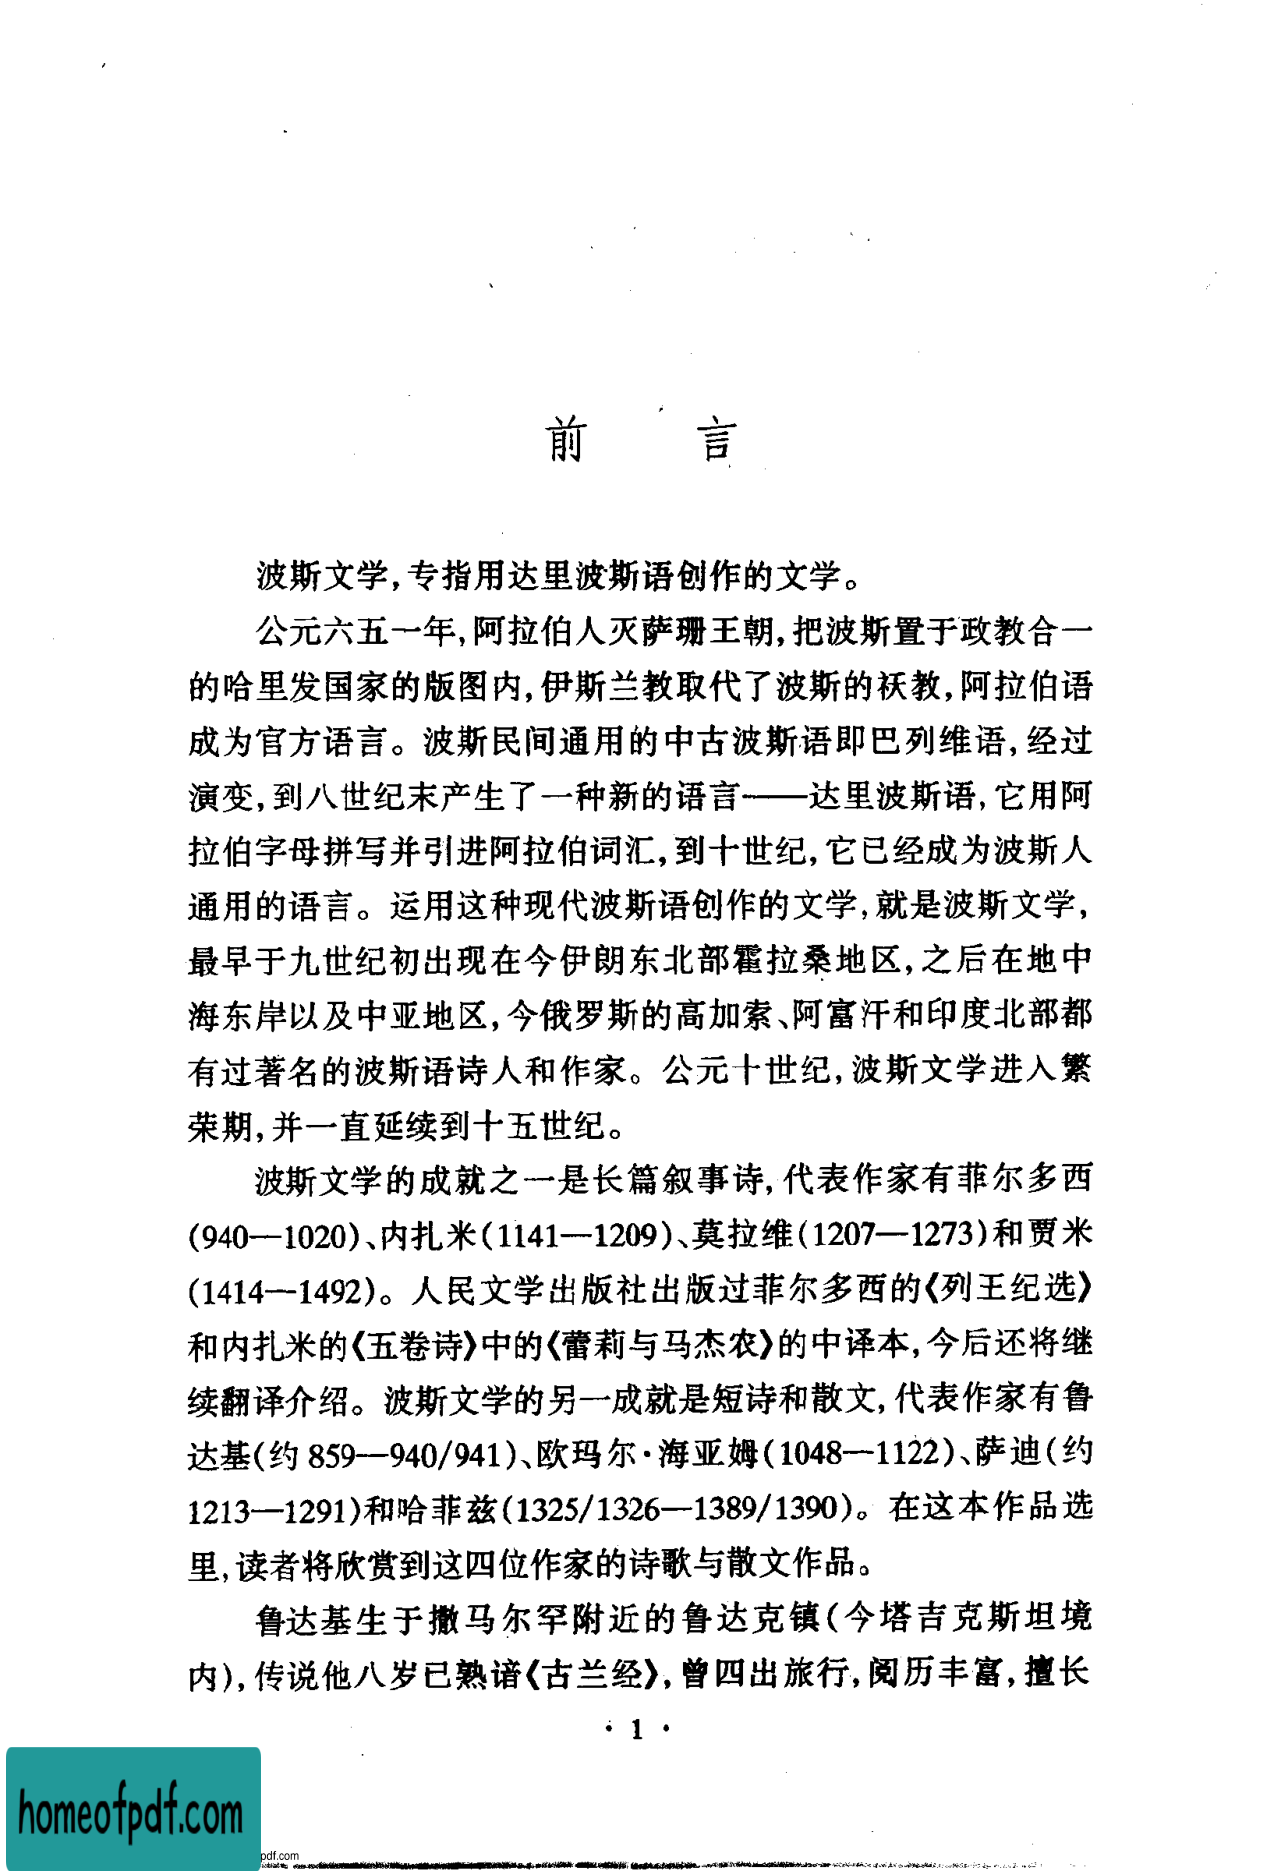 前　　言
波斯文学,专指用达里波斯语创作的文学。
公元六五一年,阿拉伯人灭萨珊王朝,把波斯置于政教合一
的哈里发国家的版图内,伊斯兰教取代了波斯的祆教,阿拉伯语
成为官方语言。波斯民间通用的中古波斯语即巴列维语,经过
演变,到八世纪末产生了一种新的语言——达里波斯语,它用阿
拉伯字母拼写并引进阿拉伯词汇,到十世纪,它已经成为波斯人
通用的语言。运用这种现代波斯语创作的文学,就是波斯文学,
最早于九世纪初出现在今伊朗东北部霍拉桑地区,之后在地中
海东岸以及中亚地区,今俄罗斯的高加索、阿富汗和印度北部都
有过著名的波斯语诗人和作家。公元十世纪,波斯文学进入繁
荣期,并一直延续到十五世纪。
波斯文学的成就之一是长篇叙事诗,代表作家有菲尔多西
(940—1020)、内扎米(1141—1209)、莫拉维(1207—1273)和贾米
(1414—1492)。人民文学出版社出版过菲尔多西的《列王纪选》
和内扎米的《五卷诗》中的《蕾莉与马杰农》的中译本,今后还将继
续翻译介绍。波斯文学的另一成就是短诗和散文,代表作家有鲁
达基(约 859—940/941)、欧玛尔·海亚姆(1048—1122)、萨迪(约
1213—1291)和哈菲兹(1325/1326—1389/1390)。在这本作品选
里,读者将欣赏到这四位作家的诗歌与散文作品。
鲁达基生于撒马尔罕附近的鲁达克镇(今塔吉克斯坦境
内),传说他八岁已熟谙《古兰经》,曾四出旅行,阅历丰富,擅长
· 1 ·
homeofpdf.com
pdf.com